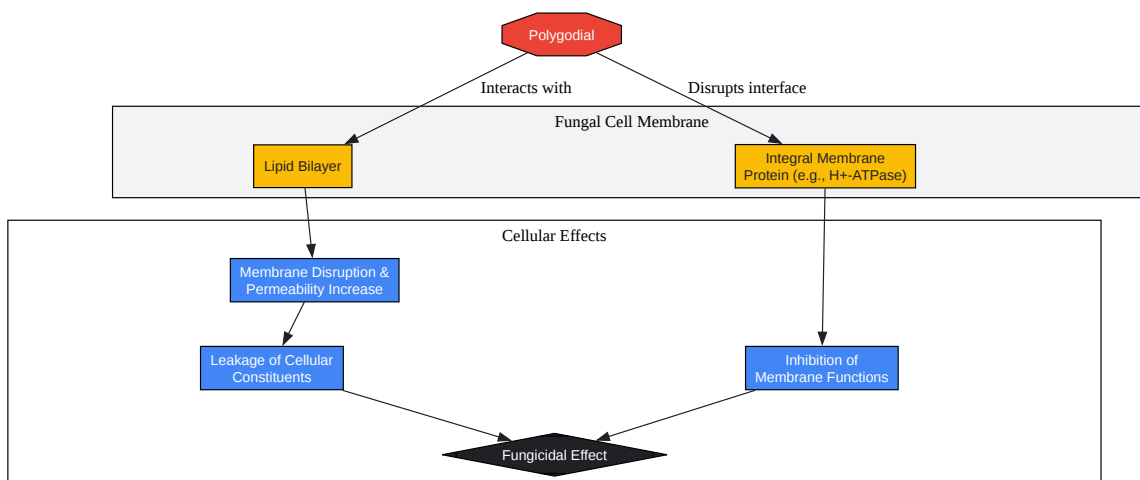 Polygodial
Interacts with
Disrupts interface
Fungal Cell Membrane
Lipid Bilayer
Integral Membrane
Protein (e.g., H+-ATPase)
Cellular Effects
Membrane Disruption &
Permeability Increase
Leakage of Cellular
Constituents
Inhibition of
Membrane Functions
Fungicidal Effect